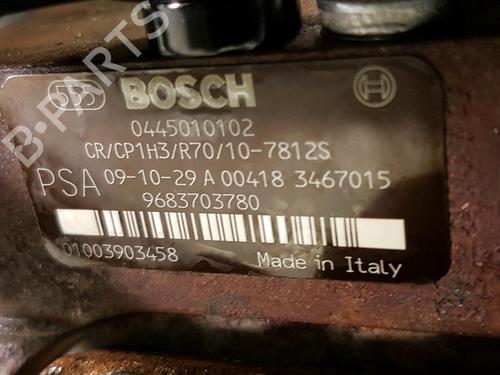 555 BOSCH
0445010102
CR/CP1H3/R70/10-7812S
PSA 09-10-29 A 00418 3467015
9683703780
01003903458 Made in Italy
B-PARTS